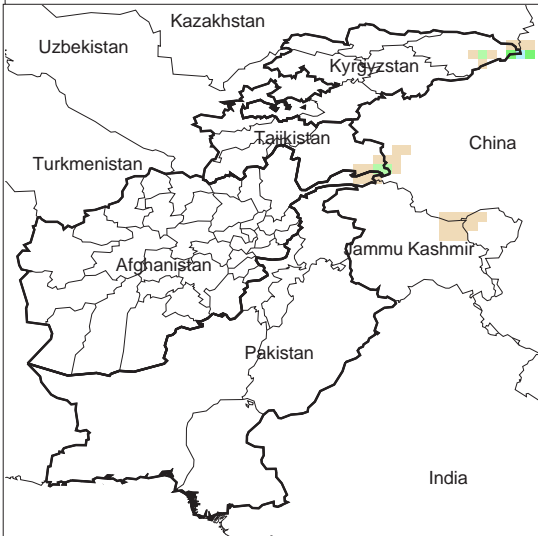 Kazakhstan
Uzbekistan
Kyrgyzstan
Tajikistan
China
Turkmenistan
Jammu Kashmir
Afghanistan
Pakistan
India